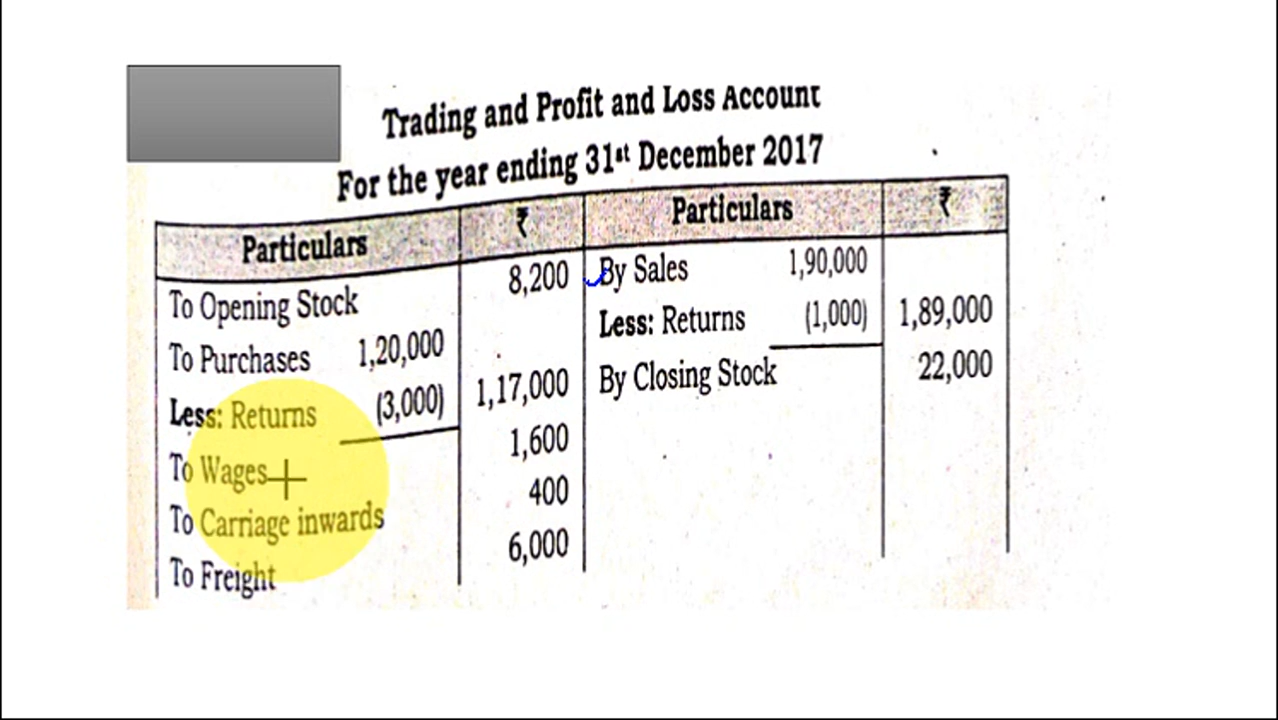 Trading and Profit and Loss Account
For the year ending 31st December 2017
Particulars ₹ Particulars ₹
To Opening Stock 8,200 By Sales 1,90,000
To Purchases 1,20,000 Less: Returns (1,000) 1,89,000
Less: Returns (3,000) 1,17,000 By Closing Stock 22,000
To Wages 1,600
To Carriage inwards 400
To Freight 6,000